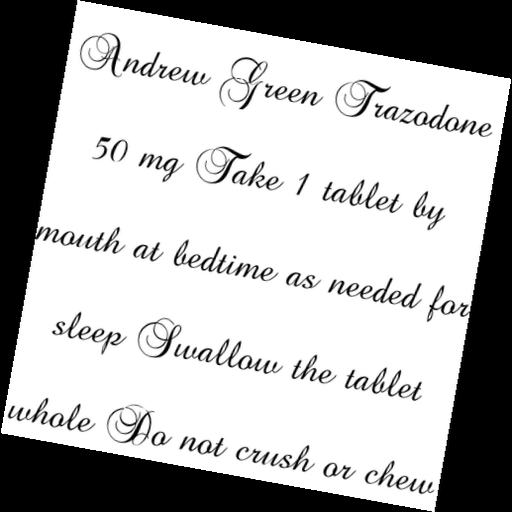 Andrew Green Trazodone
50 mg Take 1 tablet by
mouth at bedtime as needed for
sleep Swallow the tablet
whole Do not crush or chew